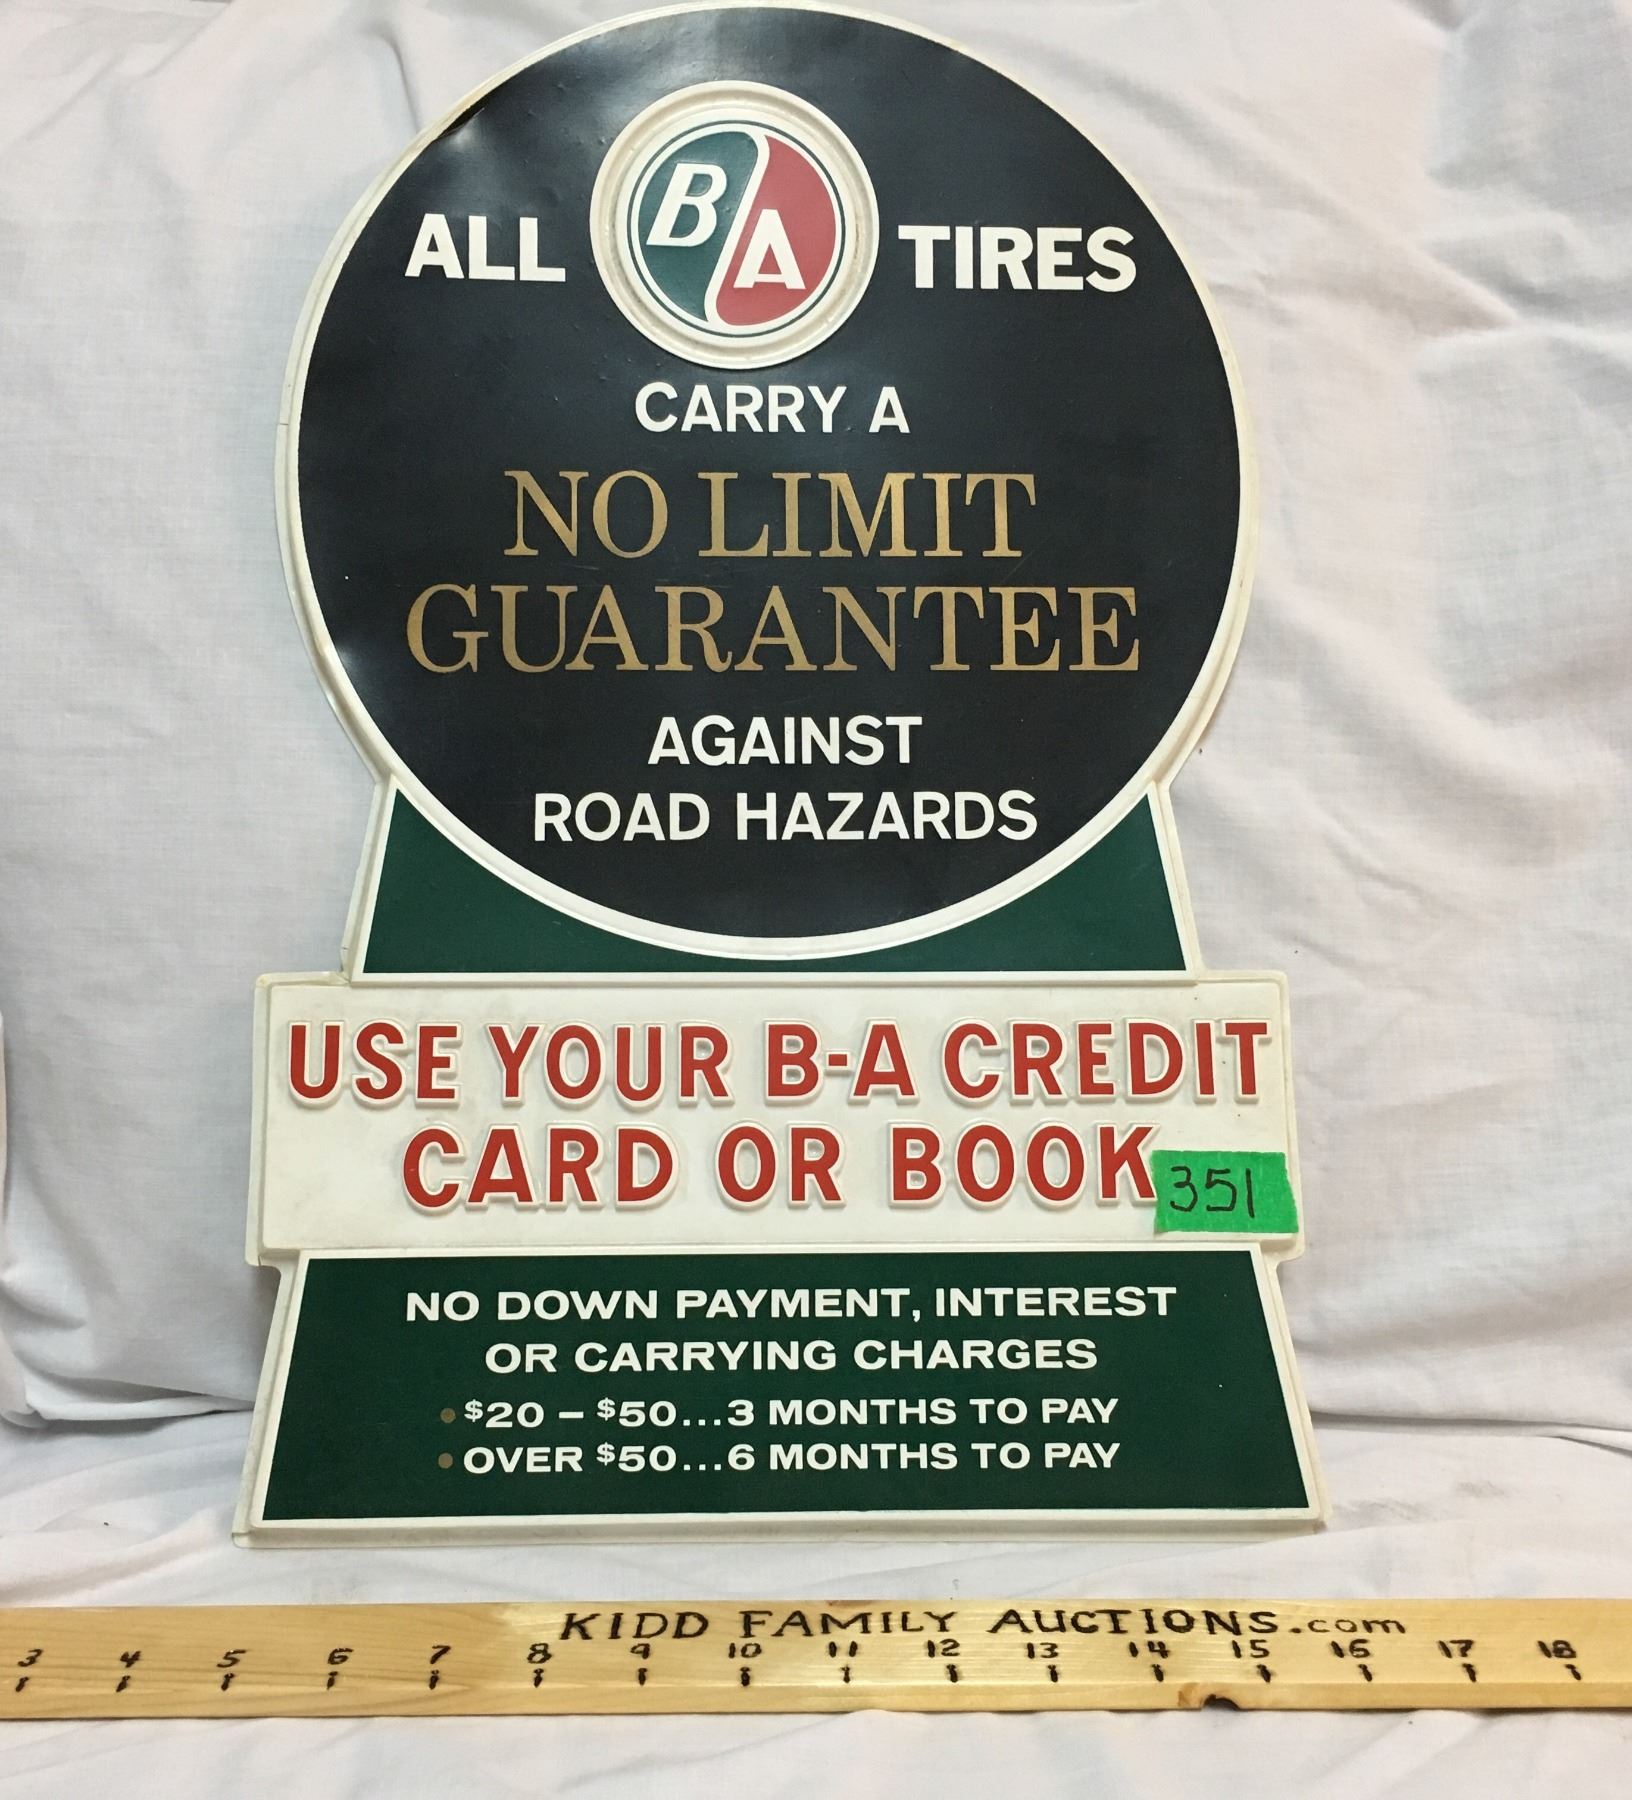 ALL BA TIRES
CARRY A
NO LIMIT
GUARANTEE
AGAINST
ROAD HAZARDS
USE YOUR B-A CREDIT
CARD OR BOOK
351
NO DOWN PAYMENT, INTEREST
OR CARRYING CHARGES
• $20 – $50...3 MONTHS TO PAY
• OVER $50...6 MONTHS TO PAY
KIDD FAMILY AUCTIONS.com
3 4 5 6 7 8 9 10 11 12 13 14 15 16 17 18